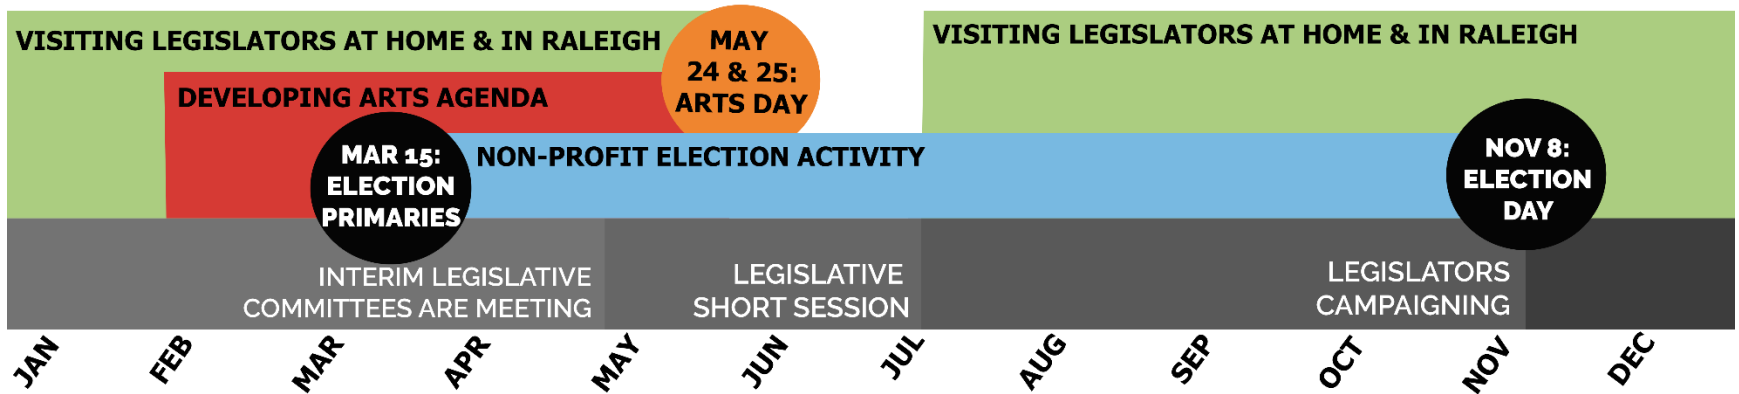 VISITING LEGISLATORS AT HOME & IN RALEIGH
DEVELOPING ARTS AGENDA
MAY
24 & 25:
ARTS DAY
VISITING LEGISLATORS AT HOME & IN RALEIGH
MAR 15:
ELECTION
PRIMARIES
NON-PROFIT ELECTION ACTIVITY
NOV 8:
ELECTION
DAY
INTERIM LEGISLATIVE
COMMITTEES ARE MEETING
LEGISLATIVE
SHORT SESSION
LEGISLATORS
CAMPAIGNING
JAN
FEB
MAR
APR
MAY
JUN
JUL
AUG
SEP
OCT
NOV
DEC